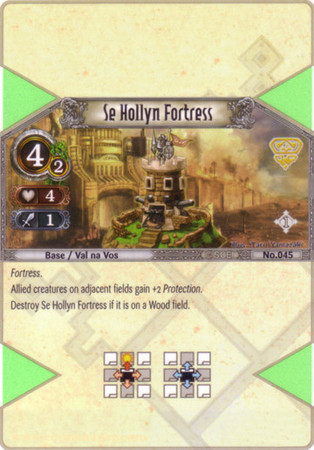 Se Hollyn Fortress
4
2
4
1
1
Base / Val na Vos
No.045
Fortress.
Allied creatures on adjacent fields gain +2 Protection.
Destroy Se Hollyn Fortress if it is on a Wood field.